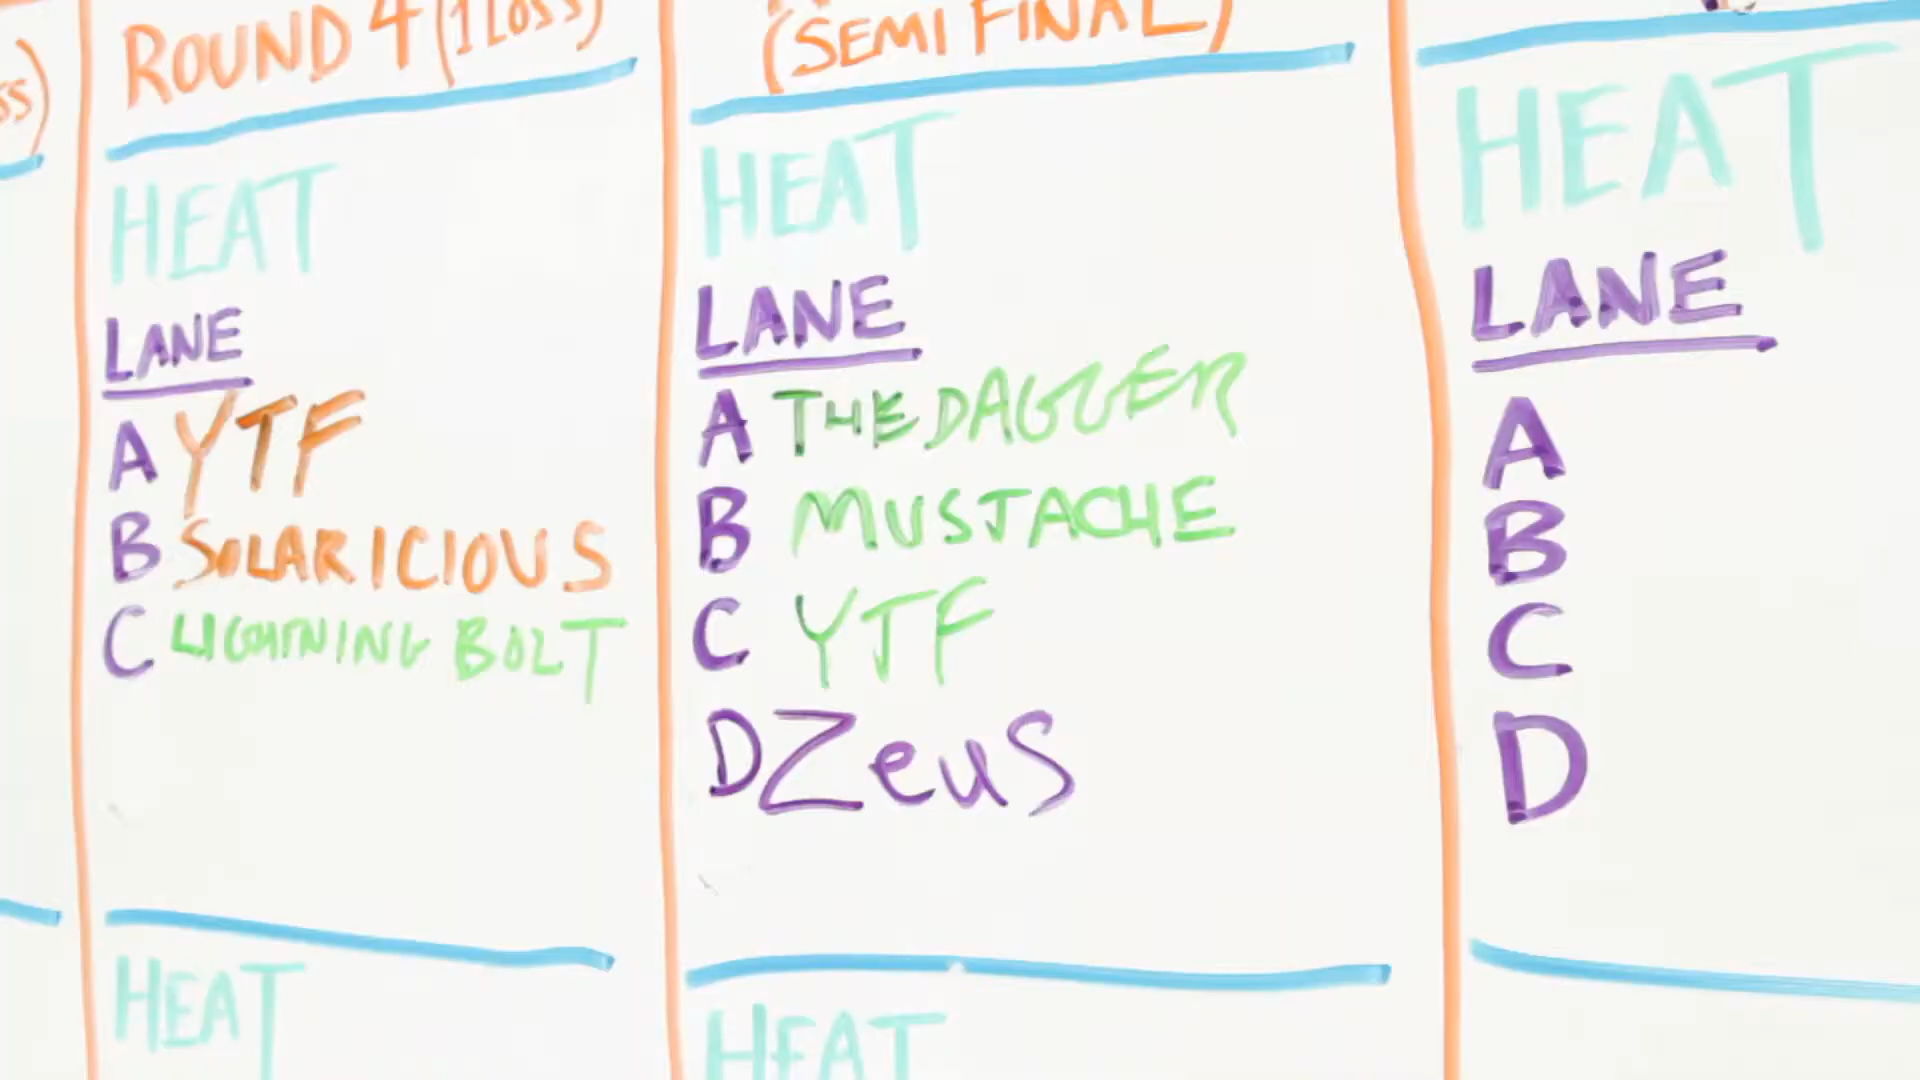 ss)
ROUND 4 (1 LOSS)
HEAT
LANE
A YTF
B SOLARICIOUS
C LIGHTNING BOLT
HEAT
(SEMI FINAL)
HEAT
LANE
A THE DAGGER
B MUSTACHE
C YTF
D Zeus
HEAT
HEAT
LANE
A
B
C
D